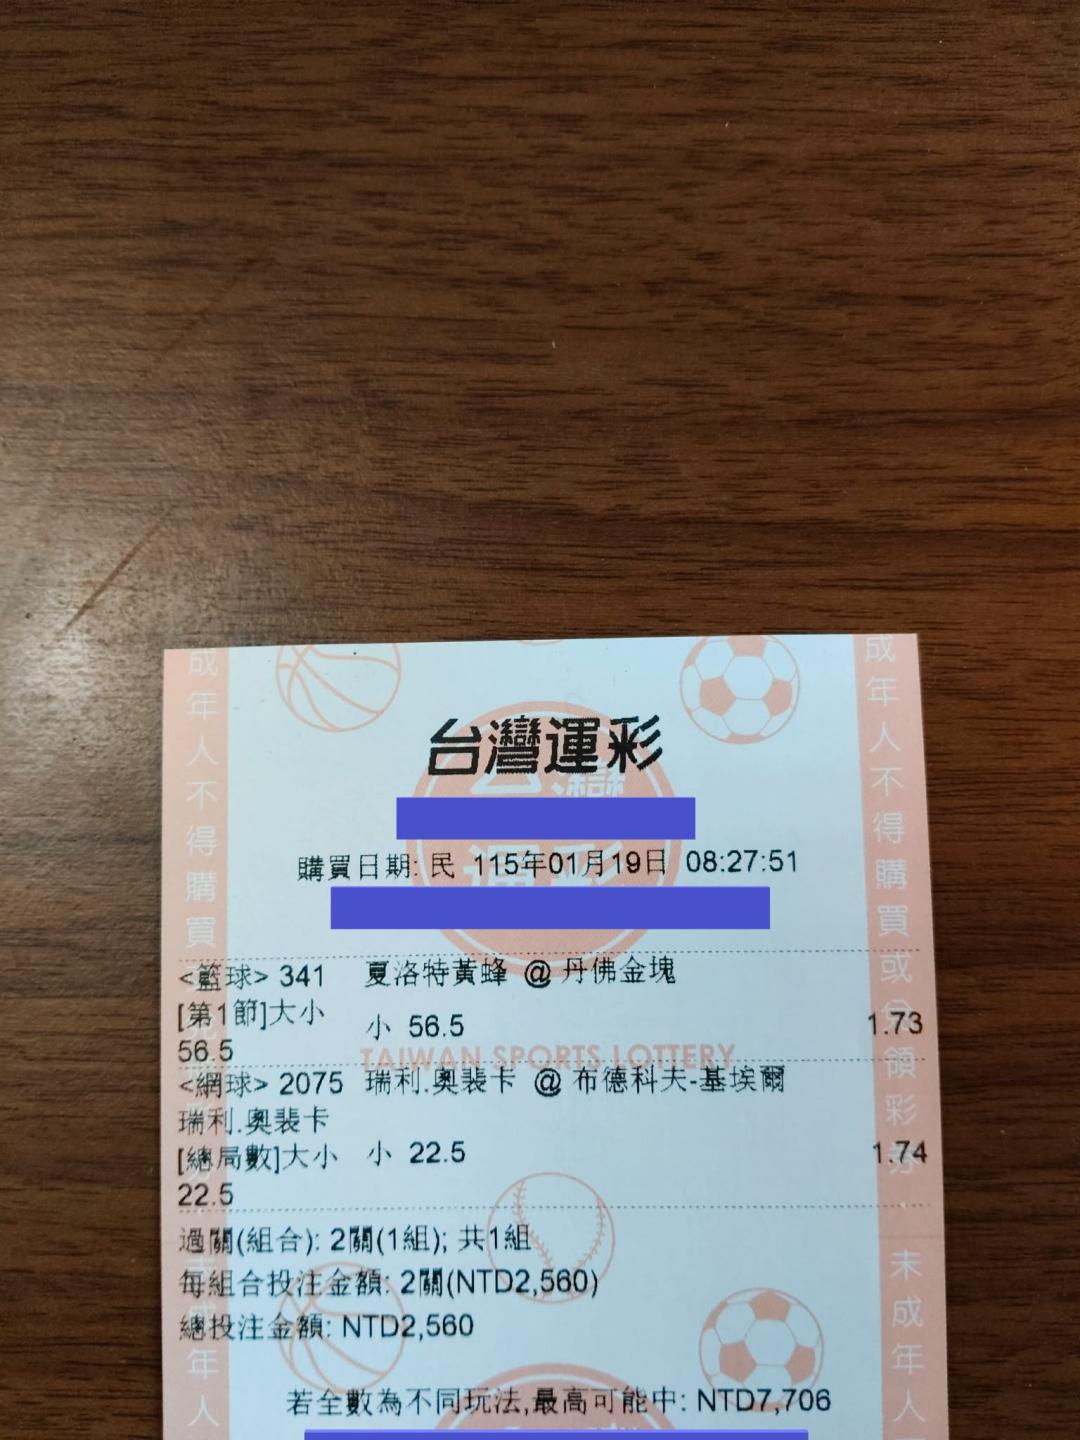 台灣運彩
購買日期: 民 115年01月19日 08:27:51
<籃球> 341 夏洛特黃蜂 @ 丹佛金塊
[第1節]大小 小 56.5 1.73
56.5
TAIWAN SPORTS LOTTERY
<網球> 2075 瑞利.奧裴卡 @ 布德科夫-基埃爾
瑞利.奧裴卡
[總局數]大小 小 22.5 1.74
22.5
過關(組合): 2關(1組); 共1組
每組合投注金額: 2關(NTD2,560)
總投注金額: NTD2,560
若全數為不同玩法,最高可能中: NTD7,706
成年人不得購買
成年人不得購買或兌領彩券.未成年人
未成年人